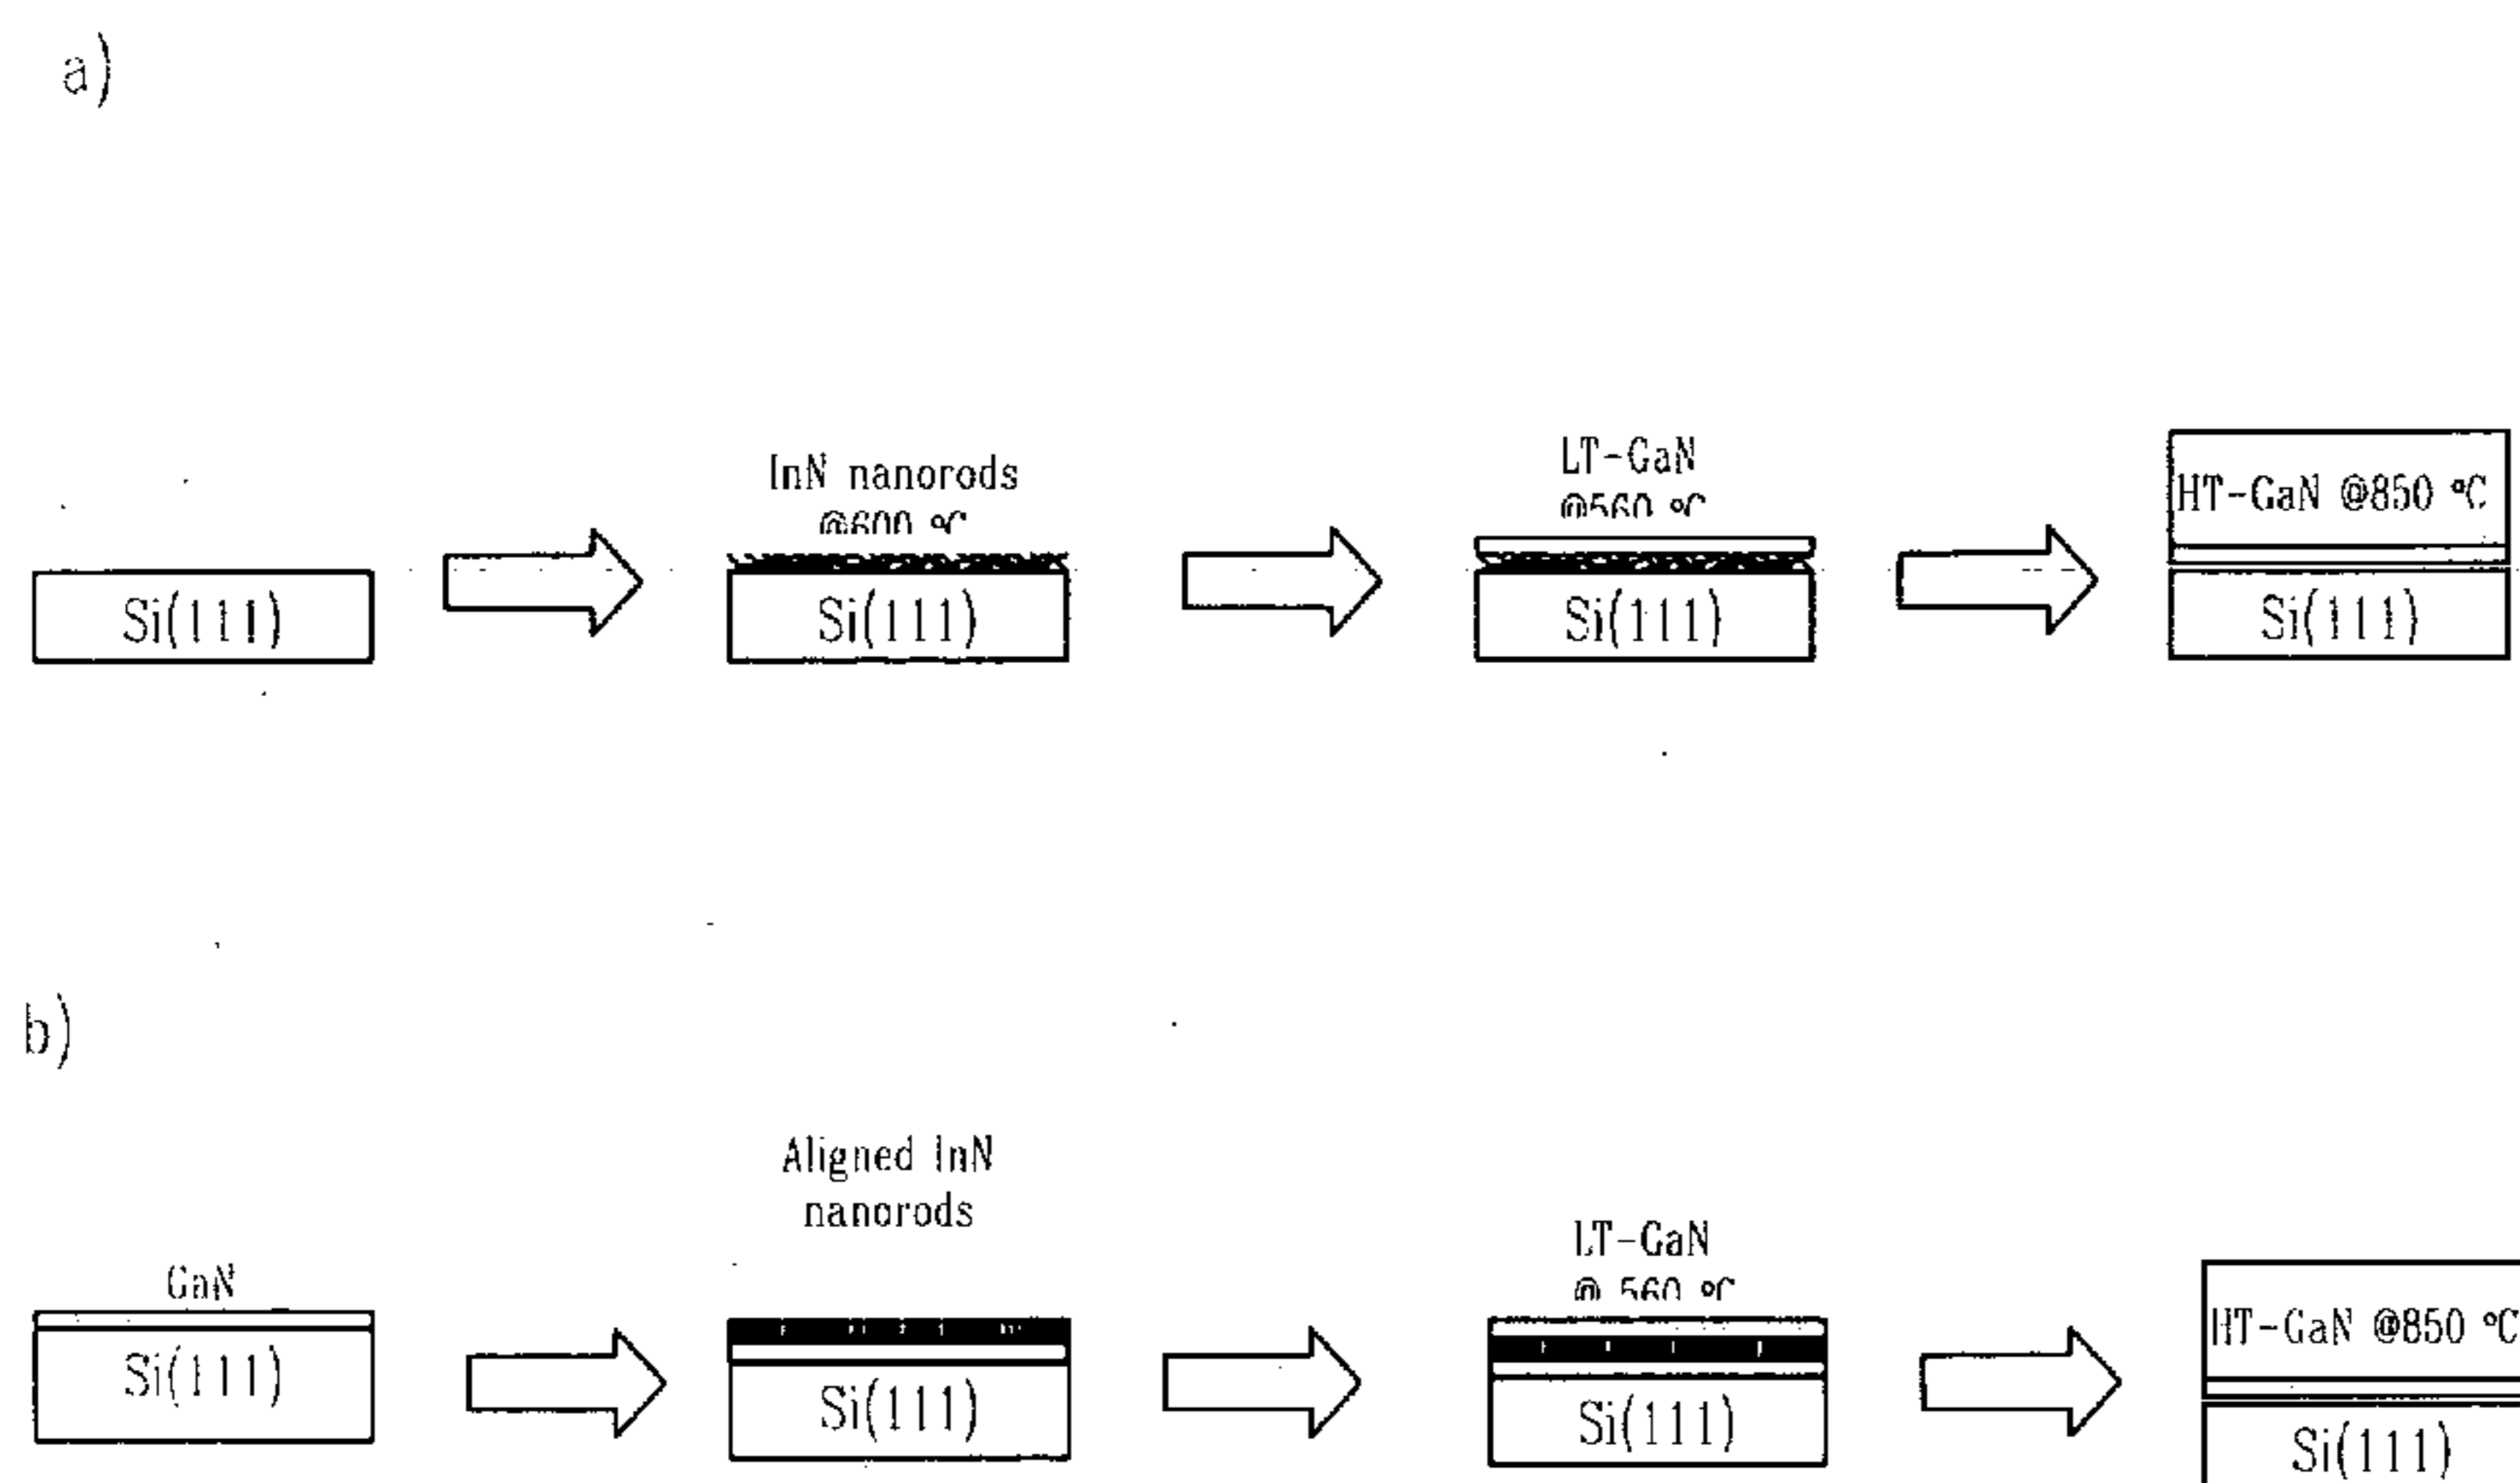 a)
InN nanorods
@600 °C
LT-GaN
@560 °C
HT-GaN @850 °C
Si(111)
Si(111)
Si(111)
Si(111)
b)
Aligned InN
nanorods
GaN
LT-GaN
@ 560 °C
HT-GaN @850 °C
Si(111)
Si(111)
Si(111)
Si(111)